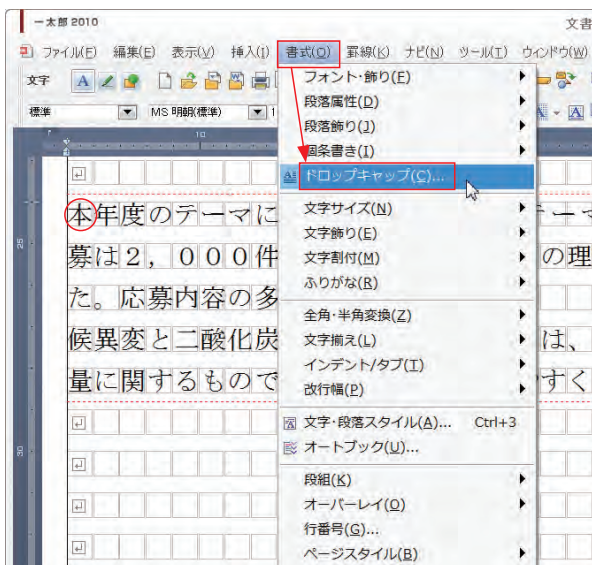 一太郎 2010
文書
ファイル(F) 編集(E) 表示(V) 挿入(I) 書式(O) 罫線(K) ナビ(N) ツール(T) ウィンドウ(W)
文字 A
標準 MS 明朝(標準) 1
10
フォント・飾り(F)
段落属性(D)
段落飾り(J)
個条書き(I)
ドロップキャップ(C)...
文字サイズ(N)
文字飾り(E)
文字割付(M)
ふりがな(R)
全角・半角変換(Z)
文字揃え(L)
インデント/タブ(T)
改行幅(P)
文字・段落スタイル(A)... Ctrl+3
オートブック(U)...
段組(K)
オーバーレイ(O)
行番号(G)...
ページスタイル(B)
本年度のテーマに テーマ
募は2，000件 の理
た。応募内容の多
候異変と二酸化炭 は、
量に関するもので すく
25
30